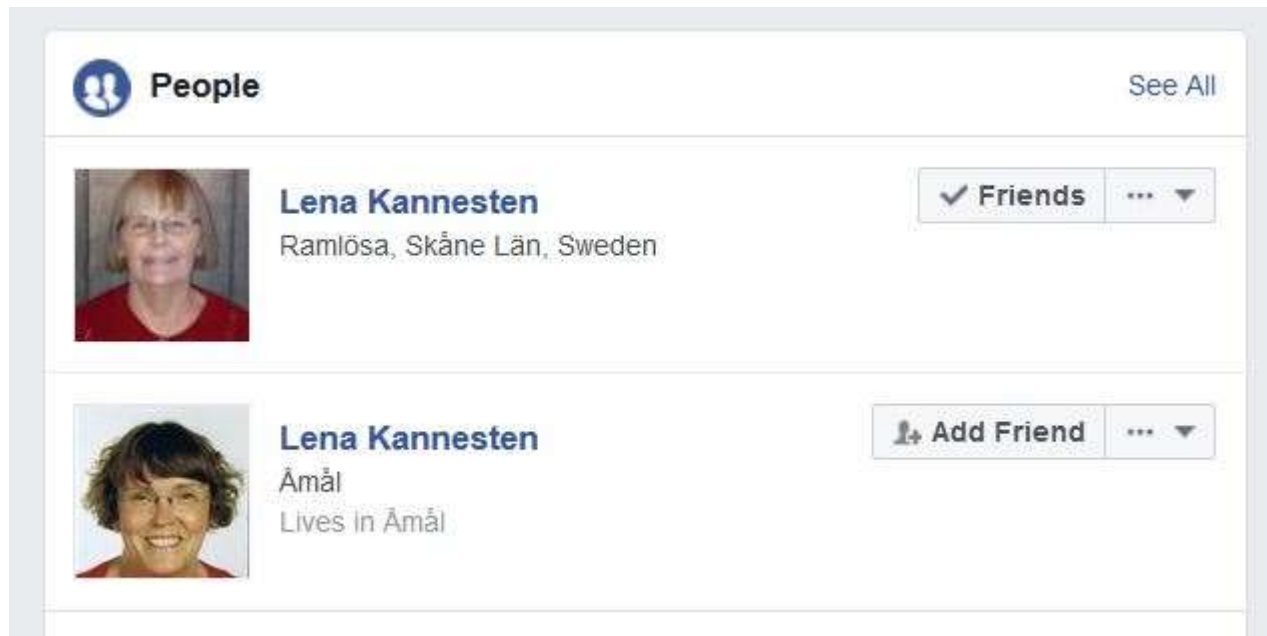 People
See All
Lena Kannesten
Friends
Ramlösa, Skåne Län, Sweden
Lena Kannesten
Add Friend
Åmål
Lives in Åmål